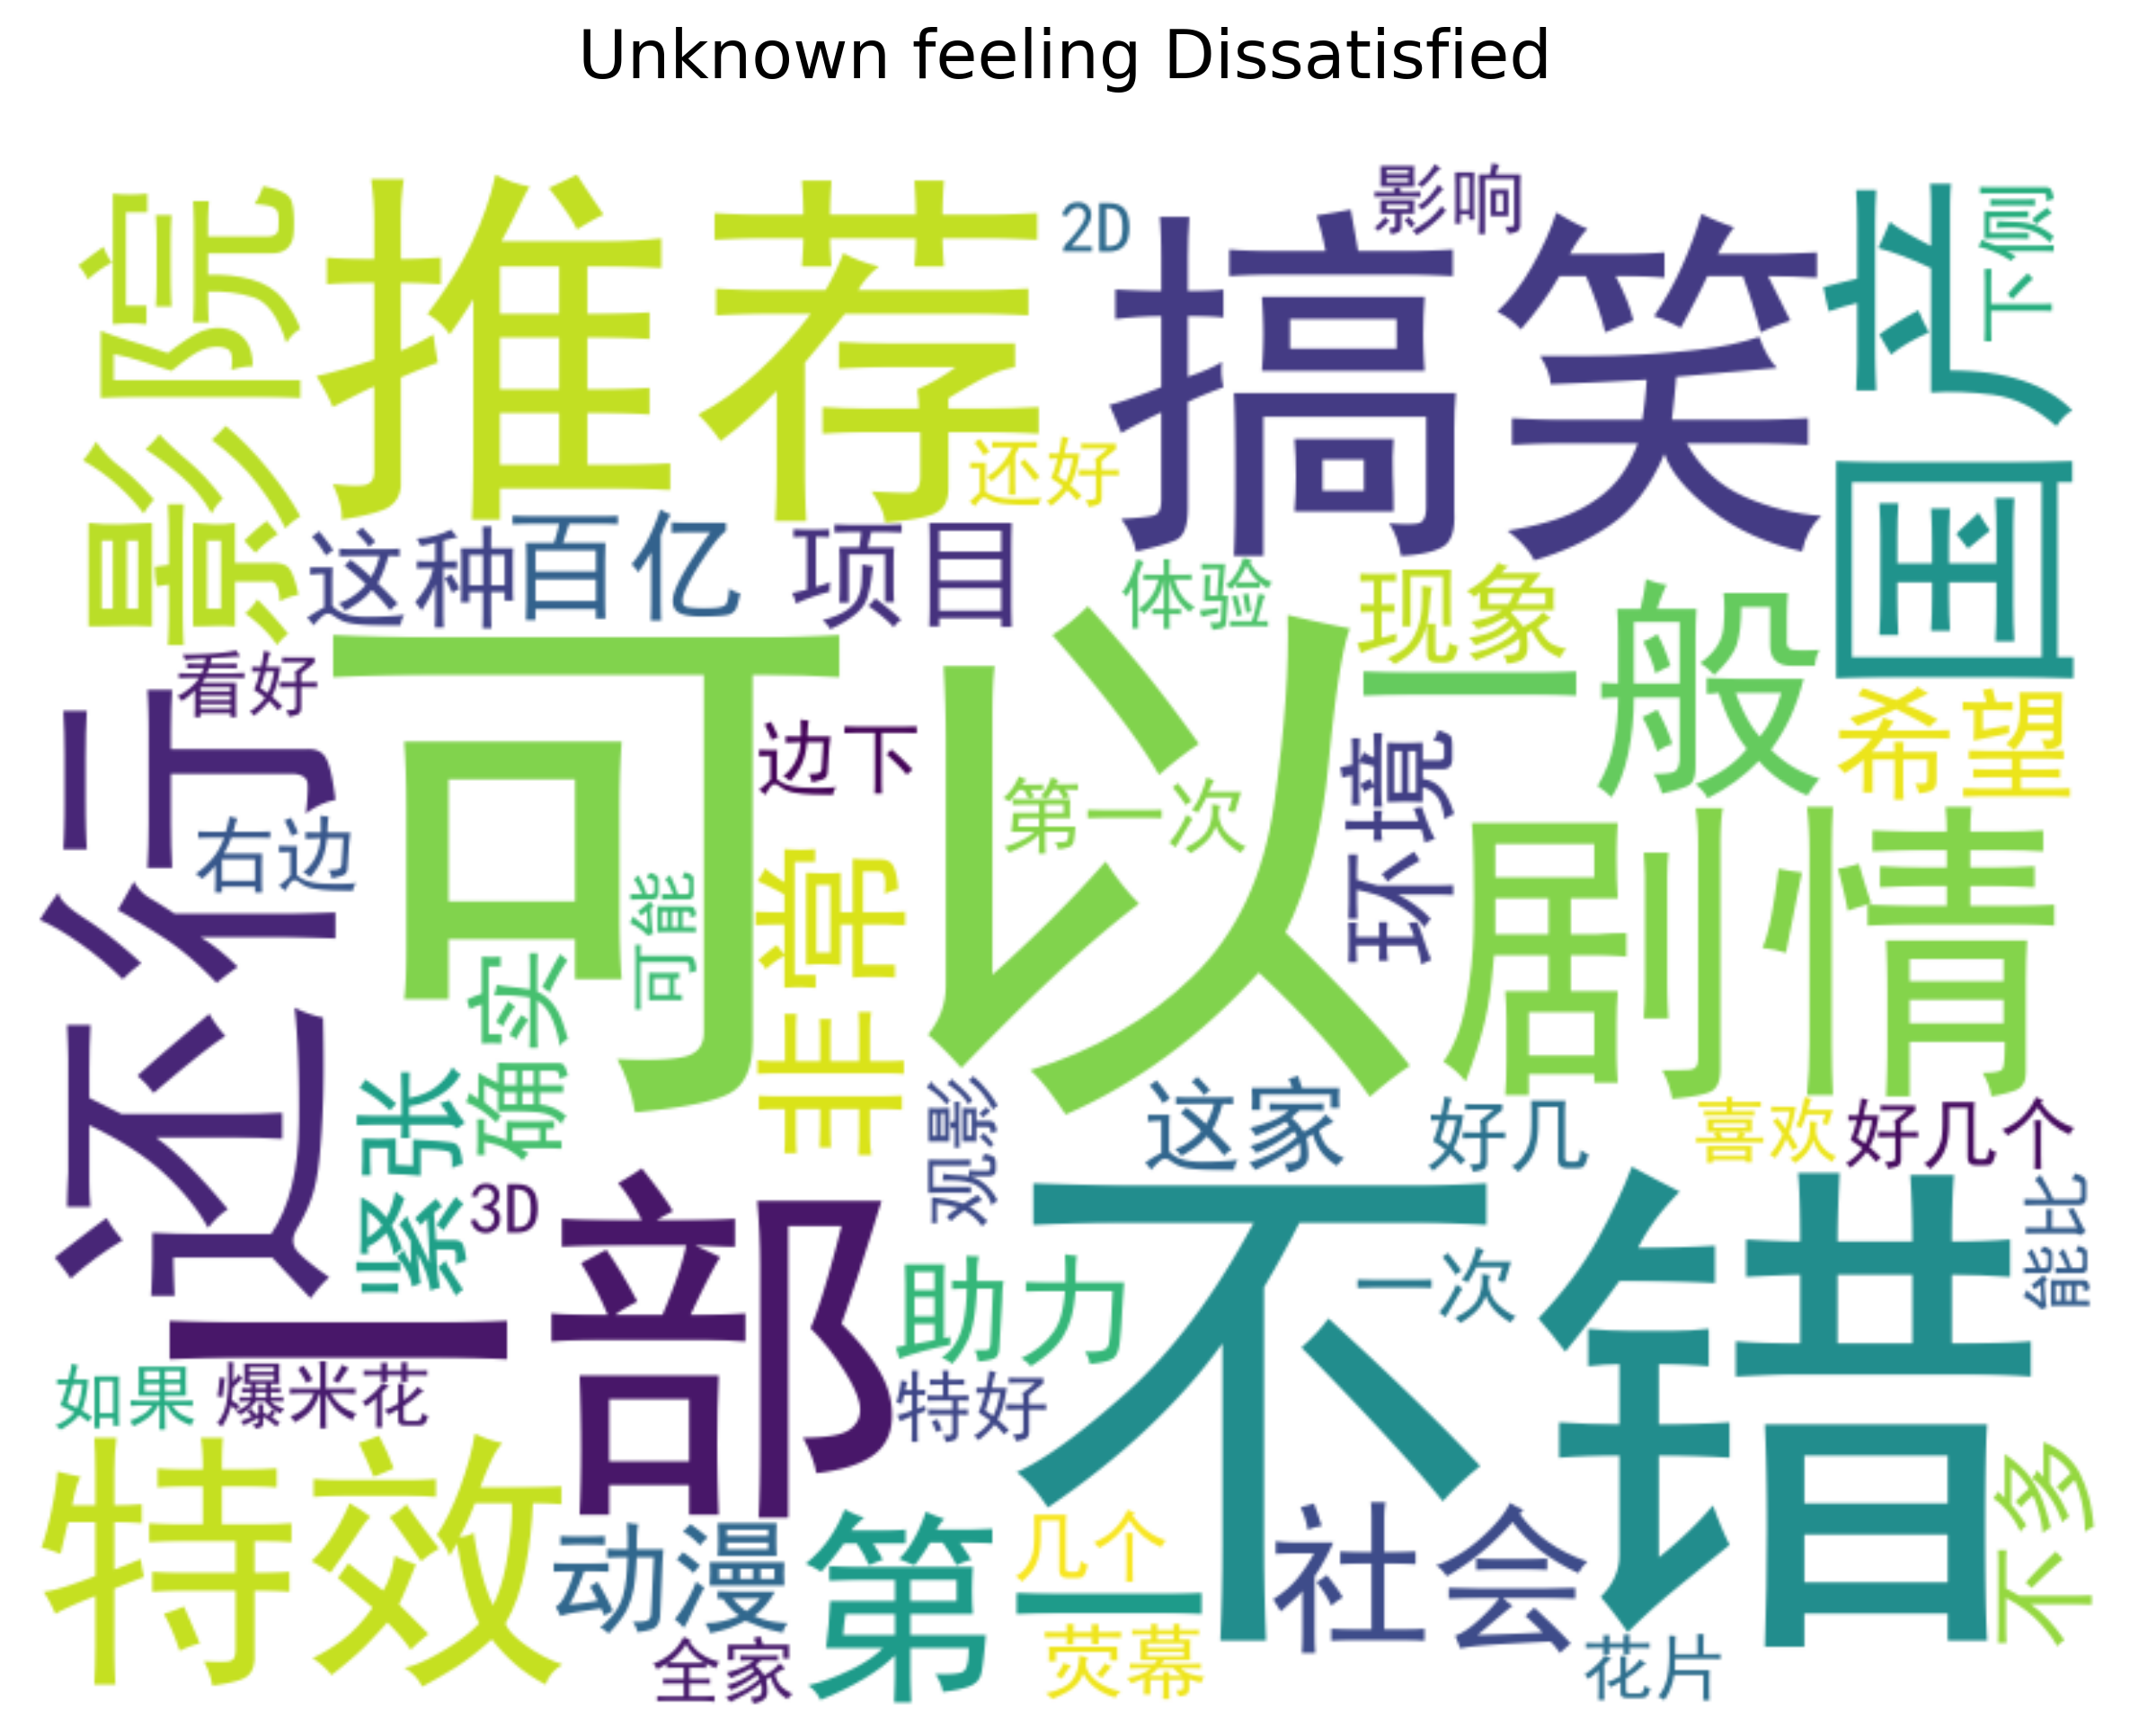 Unknown feeling Dissatisfied
影院
推荐
2D
搞笑
影响
国产
下侧
还好
这种
百亿
项目
体验
现象
一般
希望
看好
还行
右边
可以
边下
第一次
可能
非常
环境
剧情
确实
紧张
观影
这家
好几
喜欢
好几个
3D
一部
助力
不错
一次
能比
如果
爆米花
特好
特效
动漫
第一
几个
社会
不多
全家
荧幕
花片